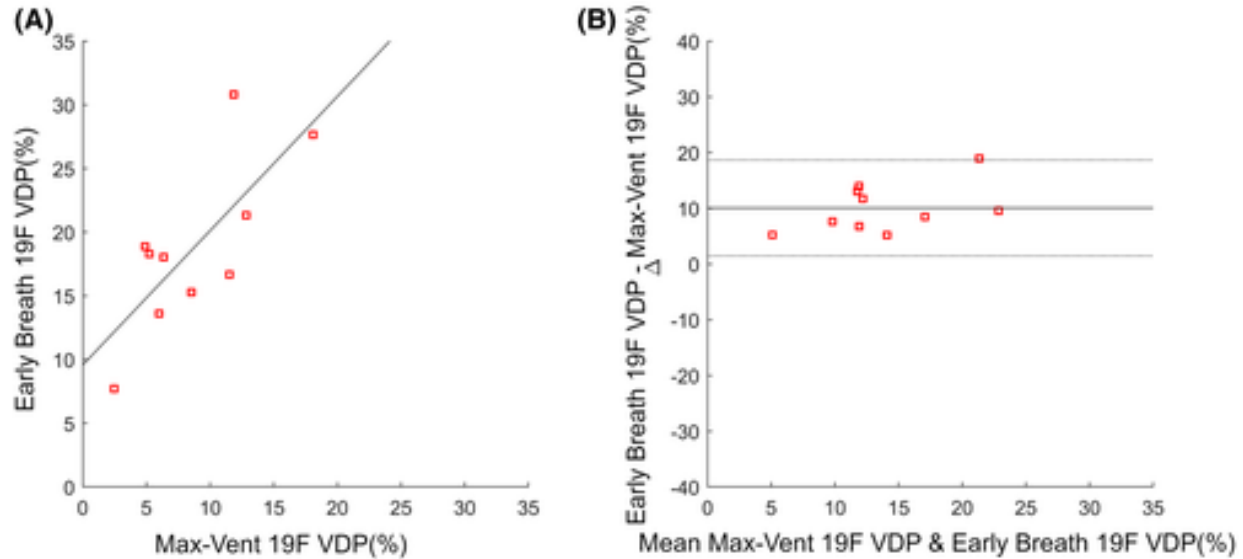 (A)
35
30
25
20
15
10
5
0
Early Breath 19F VDP(%)
0 5 10 15 20 25 30 35
Max-Vent 19F VDP(%)
(B)
40
30
20
10
0
-10
-20
-30
-40
Early Breath 19F VDP - Max-Vent 19F VDP(%)
Δ
0 5 10 15 20 25 30 35
Mean Max-Vent 19F VDP & Early Breath 19F VDP(%)